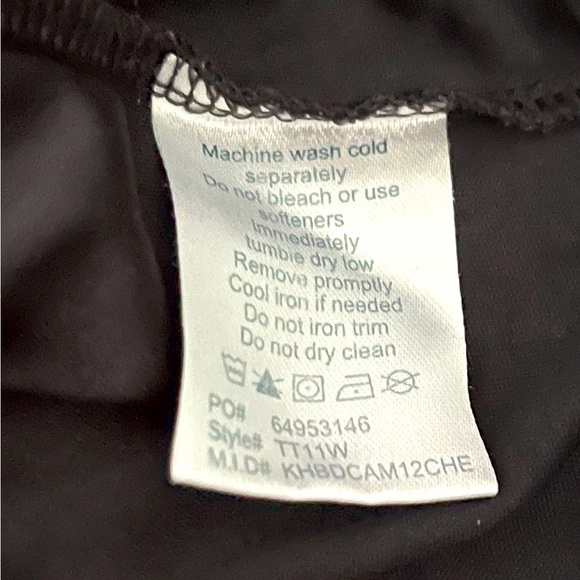 Machine wash cold
separately
Do not bleach or use
softeners
Immediately
tumble dry low
Remove promptly
Cool iron if needed
Do not iron trim
Do not dry clean
PO# 64953146
Style# TT11W
M.I.D# KHBDCAM12CHE